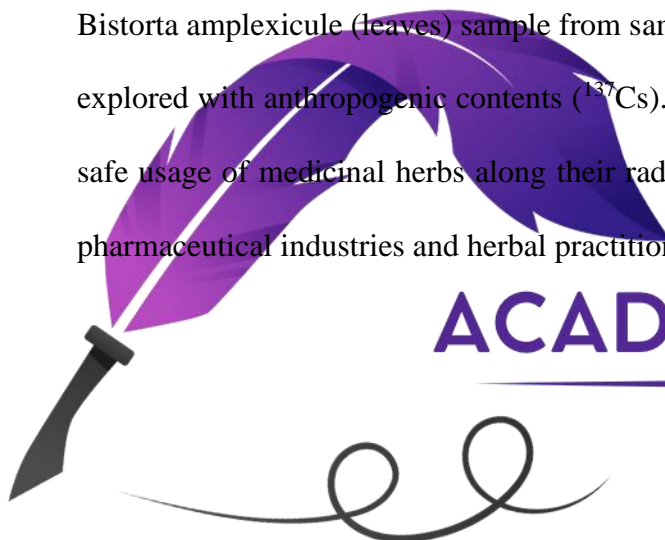 Bistorta amplexicule (leaves) sample from sar
explored with anthropogenic contents (¹³⁷Cs).
safe usage of medicinal herbs along their rad
pharmaceutical industries and herbal practition
ACAD